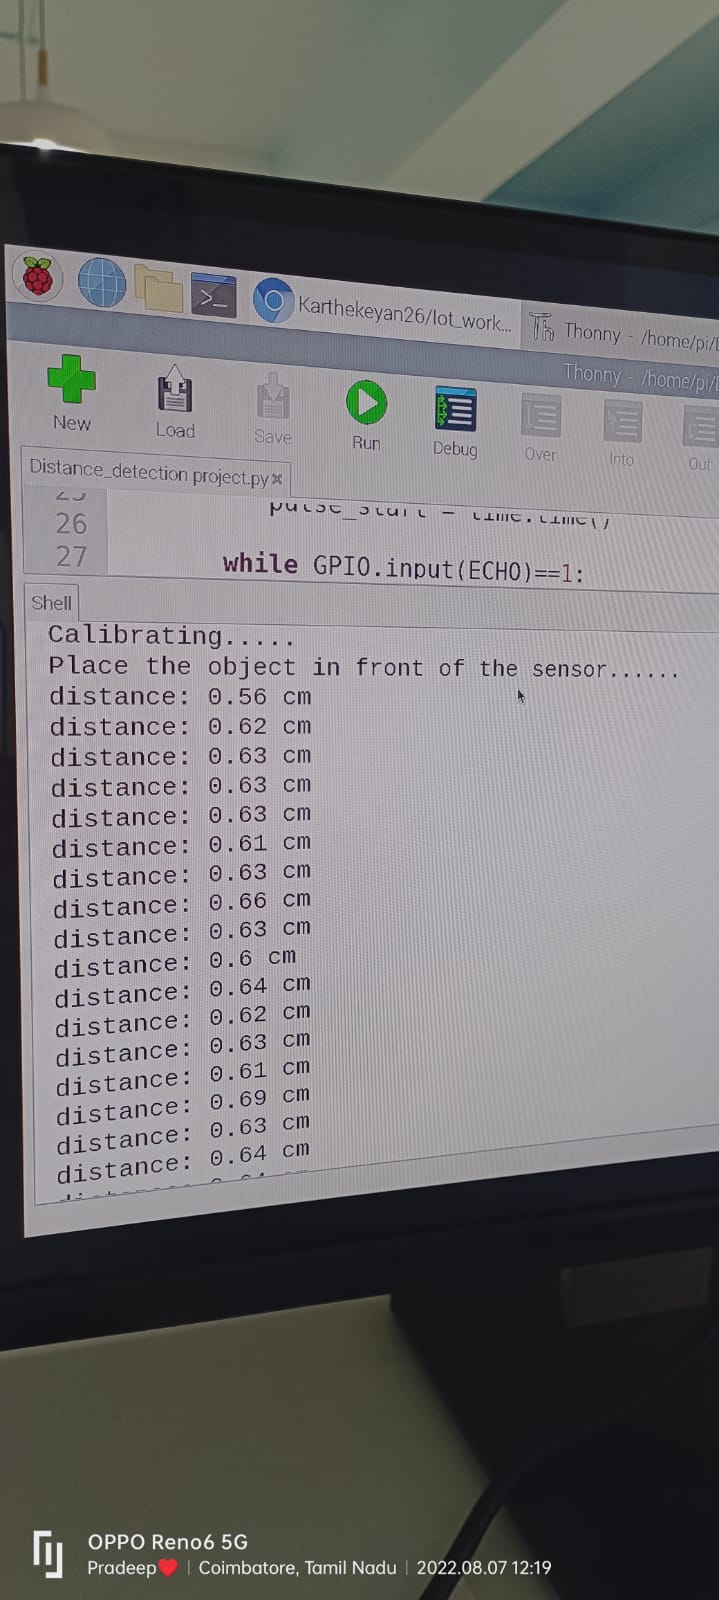 Karthekeyan26/Iot_work...
Thonny - /home/pi/
Thonny - /home/pi/
New
Load
Save
Run
Debug
Over
Into
Out
Distance_detection project.py
26
pulse_start = time.time()
27
while GPIO.input(ECHO)==1:
Shell
Calibrating.....
Place the object in front of the sensor......
distance: 0.56 cm
distance: 0.62 cm
distance: 0.63 cm
distance: 0.63 cm
distance: 0.63 cm
distance: 0.61 cm
distance: 0.63 cm
distance: 0.66 cm
distance: 0.63 cm
distance: 0.6 cm
distance: 0.64 cm
distance: 0.62 cm
distance: 0.63 cm
distance: 0.61 cm
distance: 0.69 cm
distance: 0.63 cm
distance: 0.64 cm
OPPO Reno6 5G
Pradeep❤️ | Coimbatore, Tamil Nadu | 2022.08.07 12:19